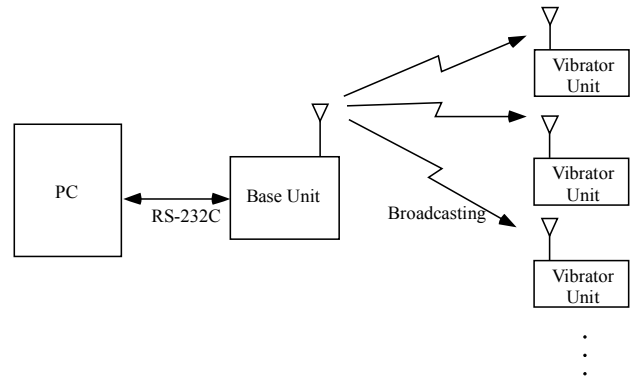 PC
RS-232C
Base Unit
Broadcasting
Vibrator
Unit
Vibrator
Unit
Vibrator
Unit